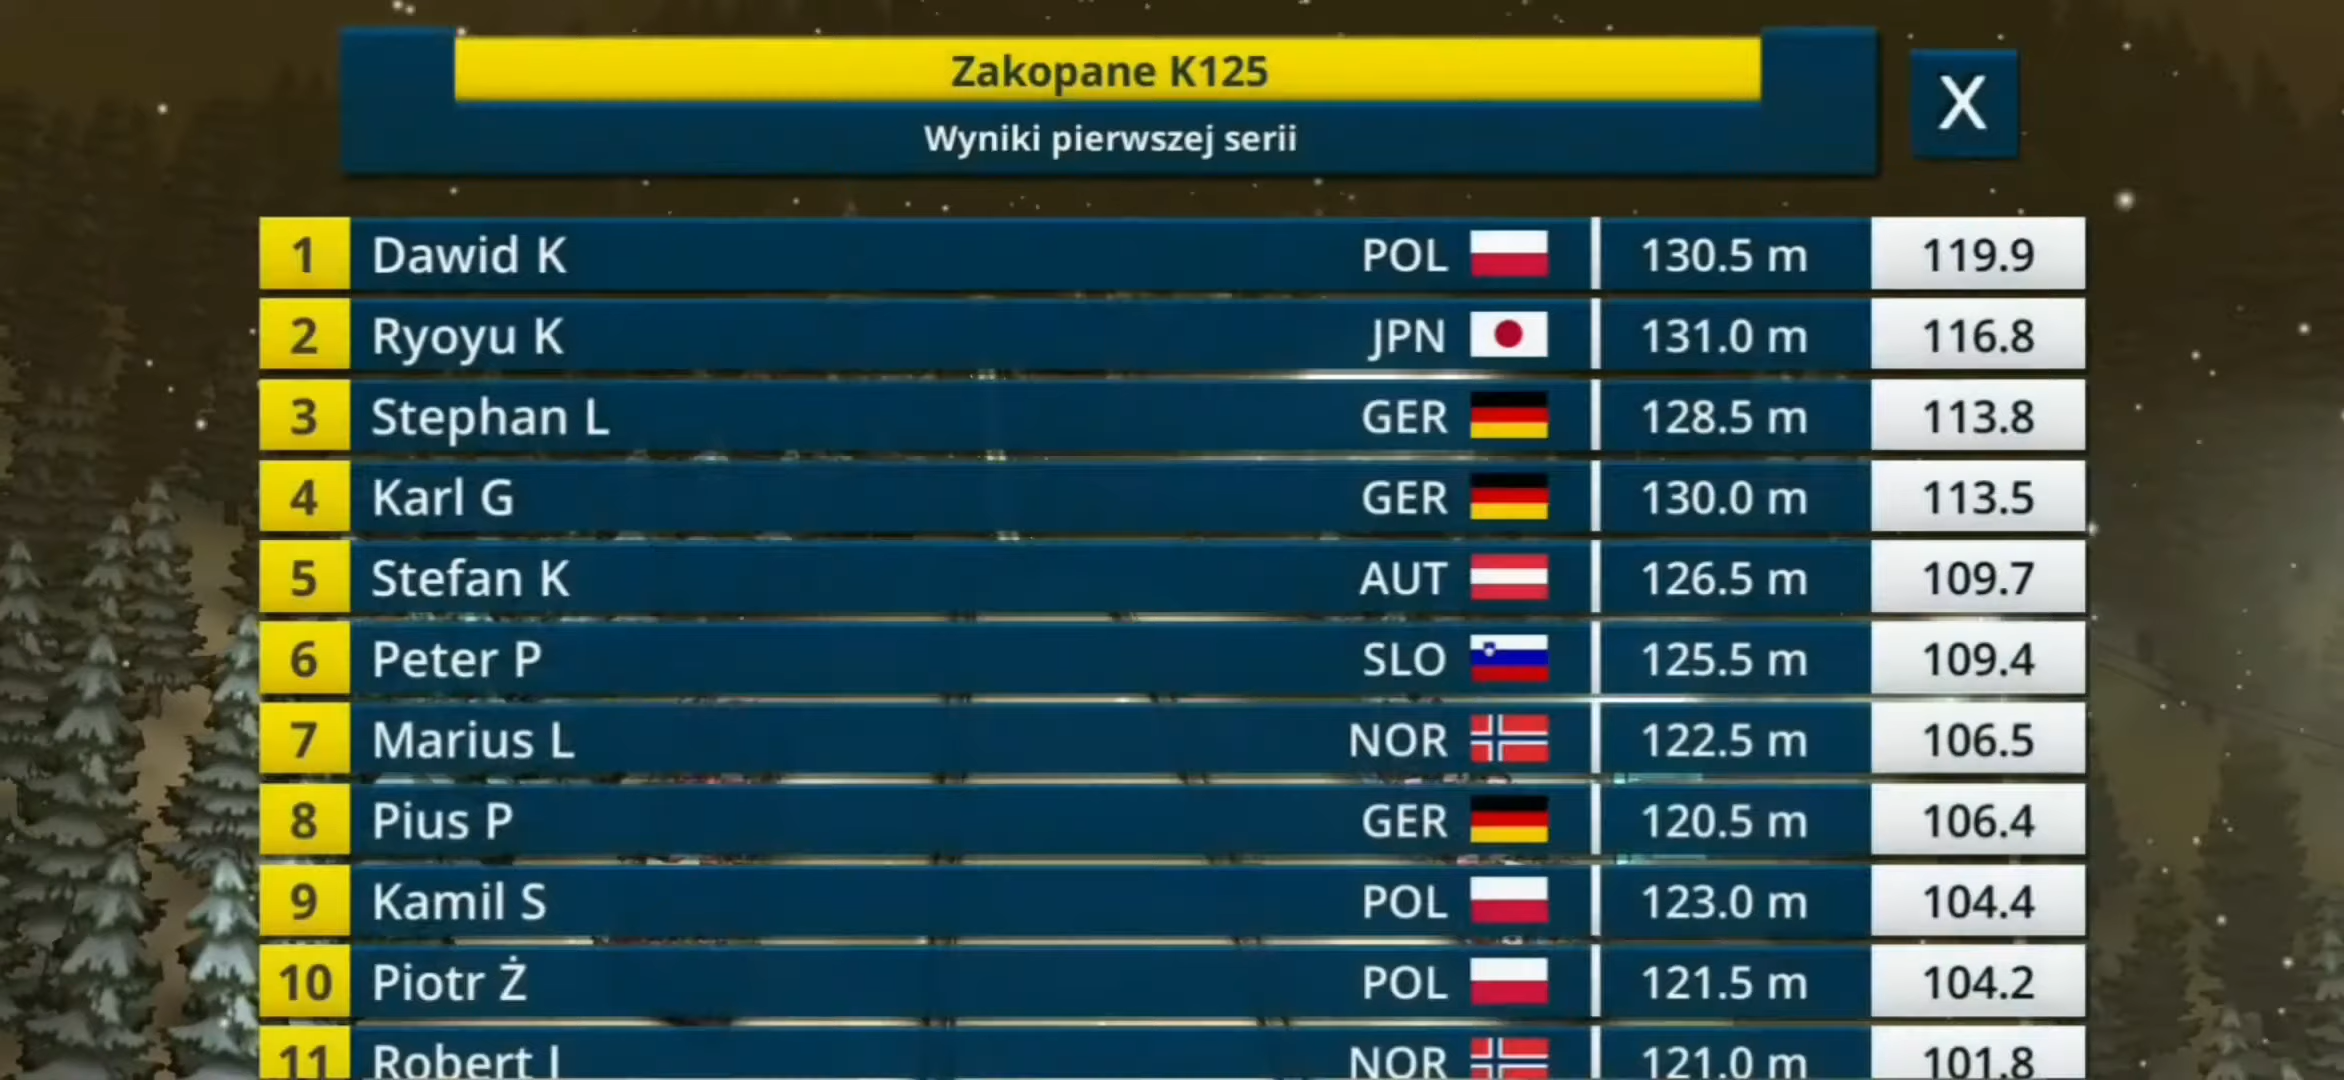 Zakopane K125
X
Wyniki pierwszej serii
1 Dawid K POL 130.5 m 119.9
2 Ryoyu K JPN 131.0 m 116.8
3 Stephan L GER 128.5 m 113.8
4 Karl G GER 130.0 m 113.5
5 Stefan K AUT 126.5 m 109.7
6 Peter P SLO 125.5 m 109.4
7 Marius L NOR 122.5 m 106.5
8 Pius P GER 120.5 m 106.4
9 Kamil S POL 123.0 m 104.4
10 Piotr Ż POL 121.5 m 104.2
11 Robert NOR 121.0 m 101.8